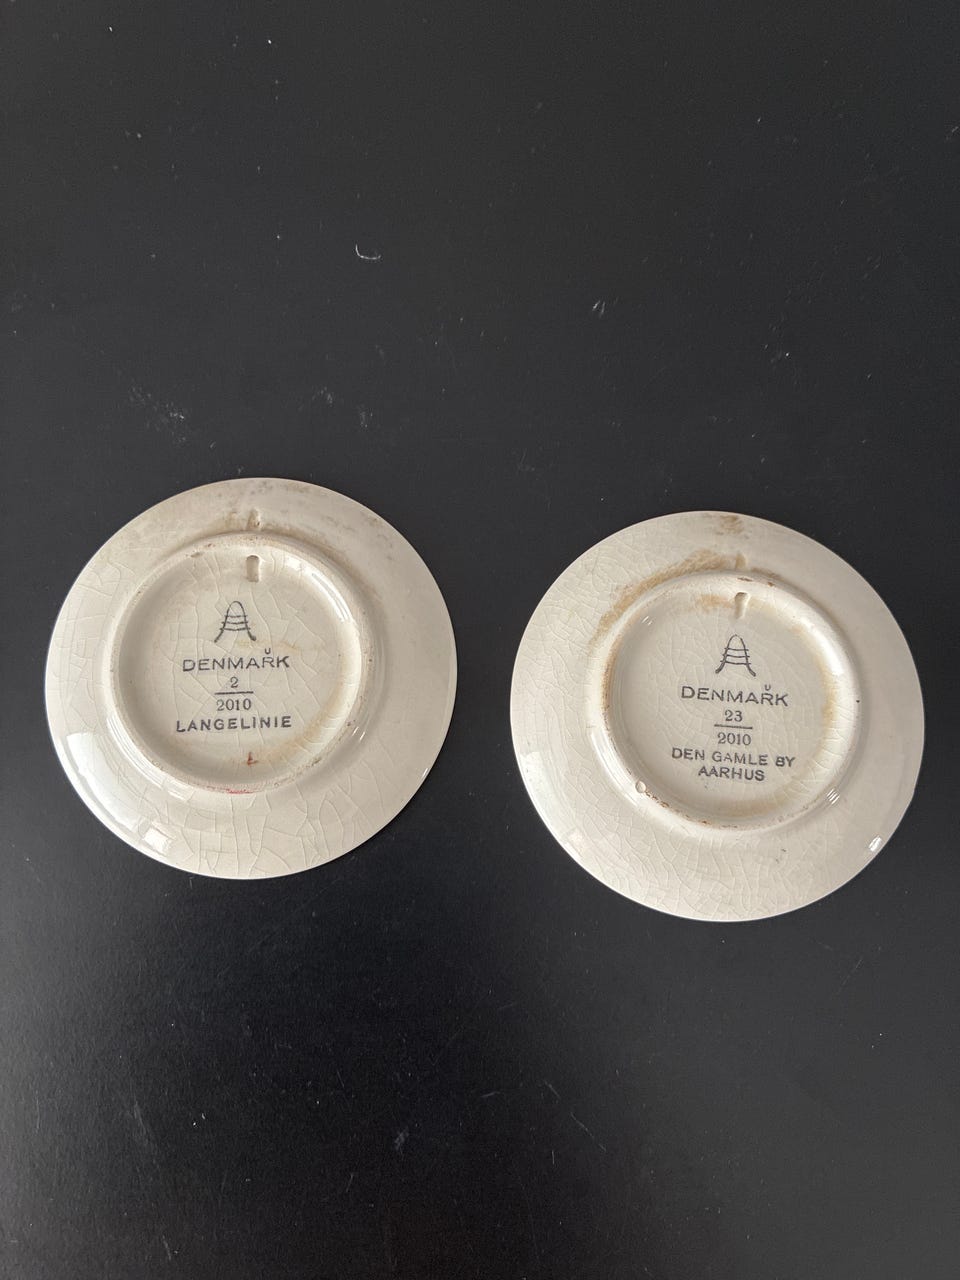 DENMARK
2
2010
LANGELINIE
DENMARK
23
2010
DEN GAMLE BY
AARHUS